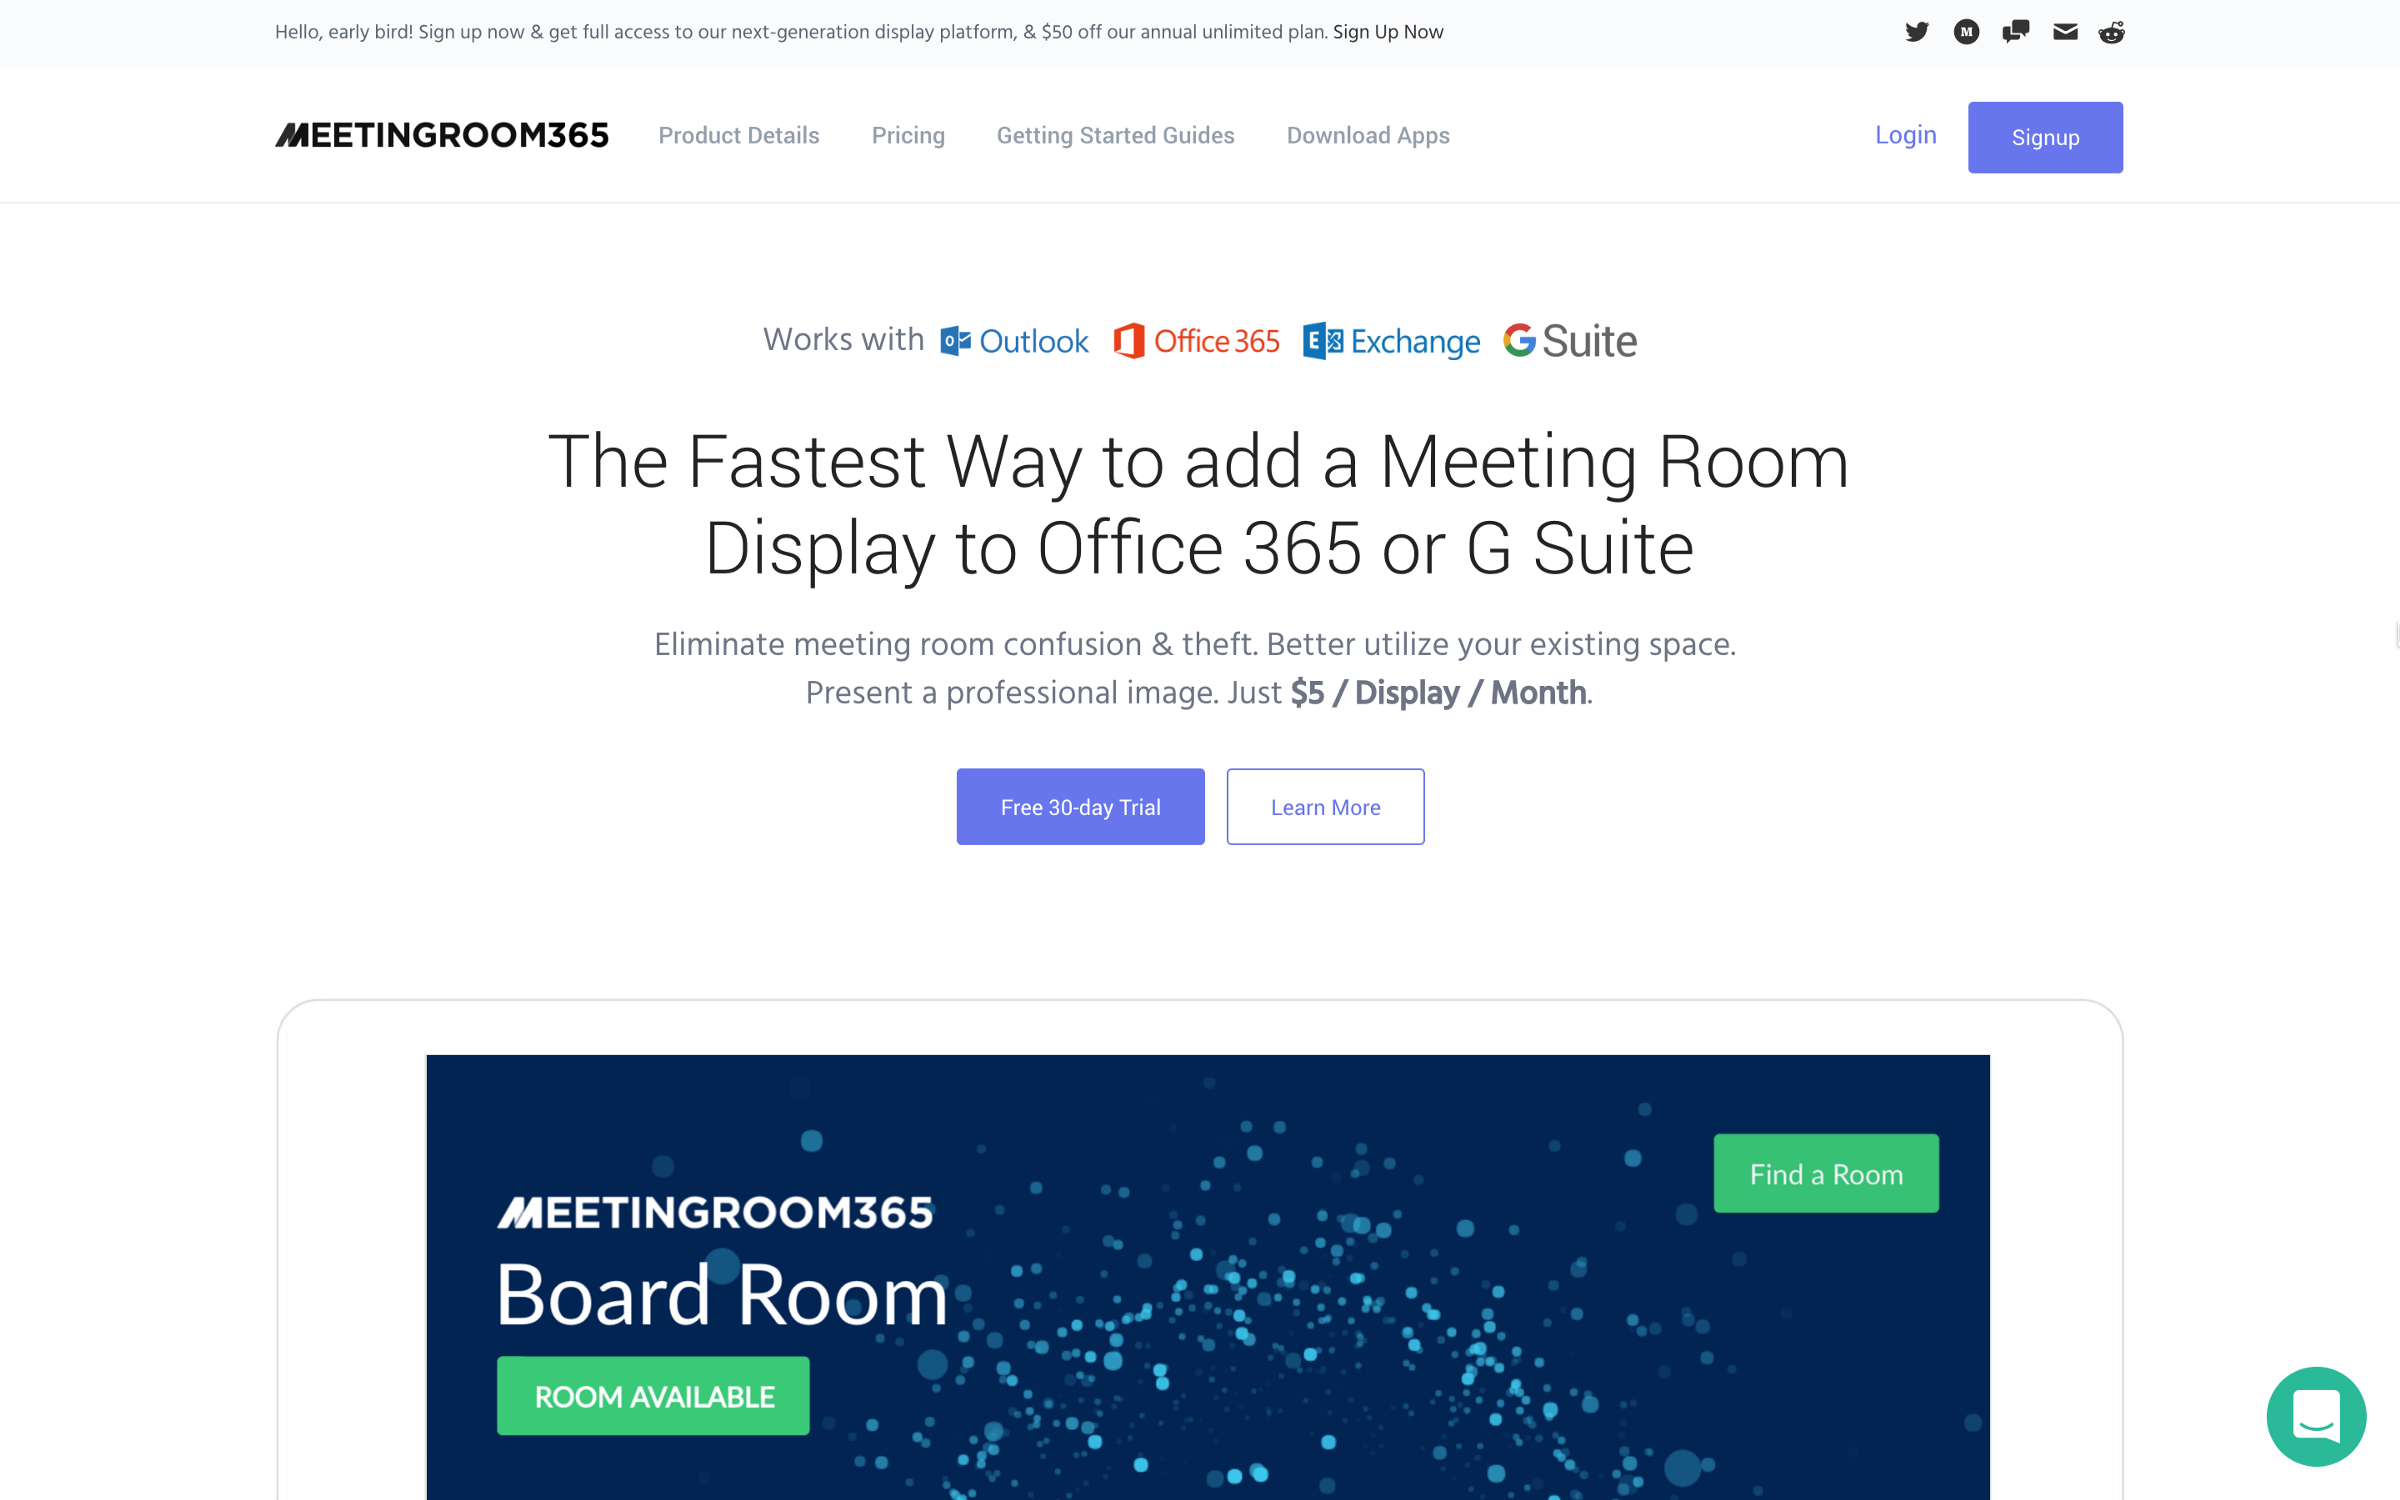 Hello, early bird! Sign up now & get full access to our next-generation display platform, & $50 off our annual unlimited plan. Sign Up Now
MEETINGROOM365 Product Details Pricing Getting Started Guides Download Apps Login Signup
Works with Outlook Office 365 Exchange G Suite
The Fastest Way to add a Meeting Room
Display to Office 365 or G Suite
Eliminate meeting room confusion & theft. Better utilize your existing space.
Present a professional image. Just $5 / Display / Month.
Free 30-day Trial Learn More
Find a Room
MEETINGROOM365
Board Room
ROOM AVAILABLE